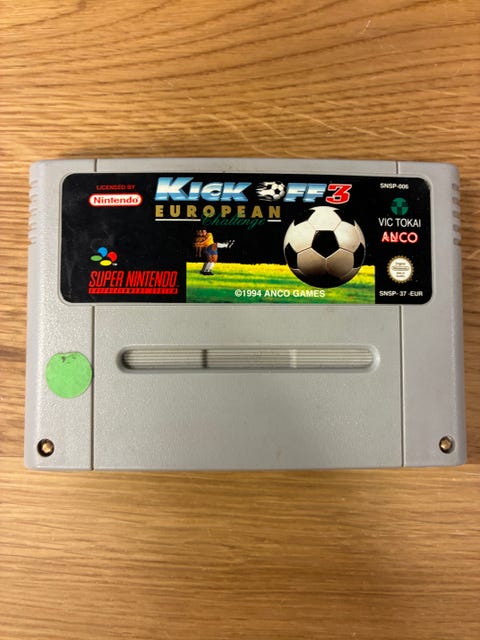 LICENSED BY
Nintendo
KICK OFF 3
EUROPEAN
Challenge
SNSP-006
VIC TOKAI
ANCO
SUPER NINTENDO
ENTERTAINMENT SYSTEM
©1994 ANCO GAMES
SNSP- 37 -EUR